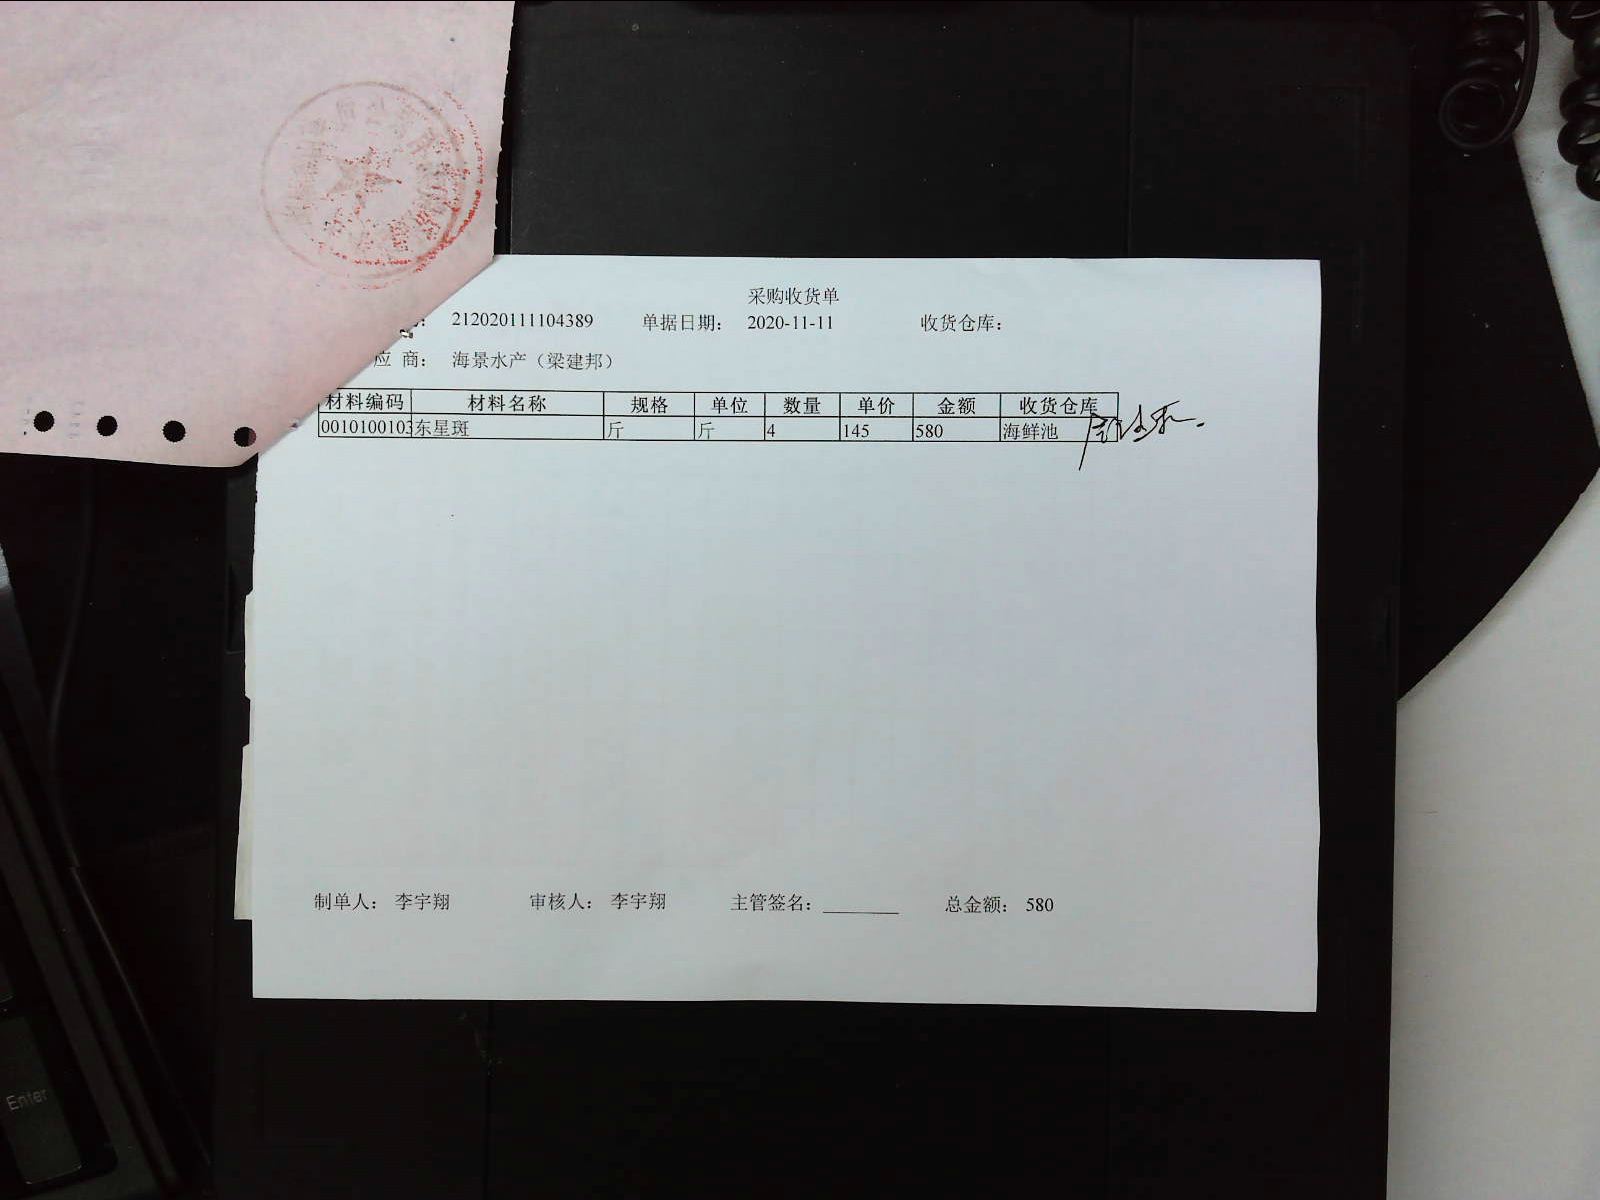 采购收货单
212020111104389 单据日期: 2020-11-11 收货仓库:
应 商: 海景水产（梁建邦）
材料编码 材料名称 规格 单位 数量 单价 金额 收货仓库
0010100103 东星斑 斤 斤 4 145 580 海鲜池
制单人: 李宇翔 审核人: 李宇翔 主管签名: 总金额: 580
Enter